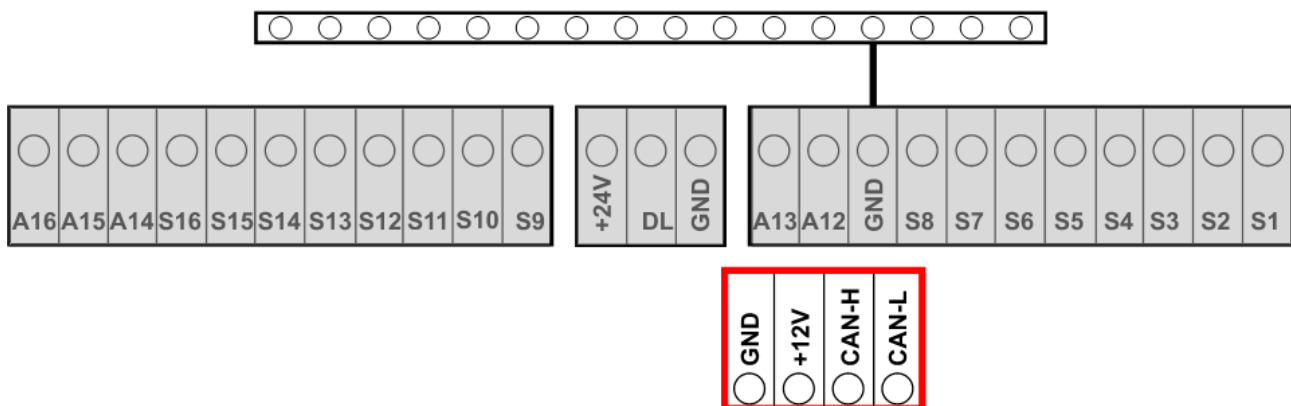 A16 A15 A14 S16 S15 S14 S13 S12 S11 S10 S9 +24V DL GND A13 A12 GND S8 S7 S6 S5 S4 S3 S2 S1
GND +12V CAN-H CAN-L